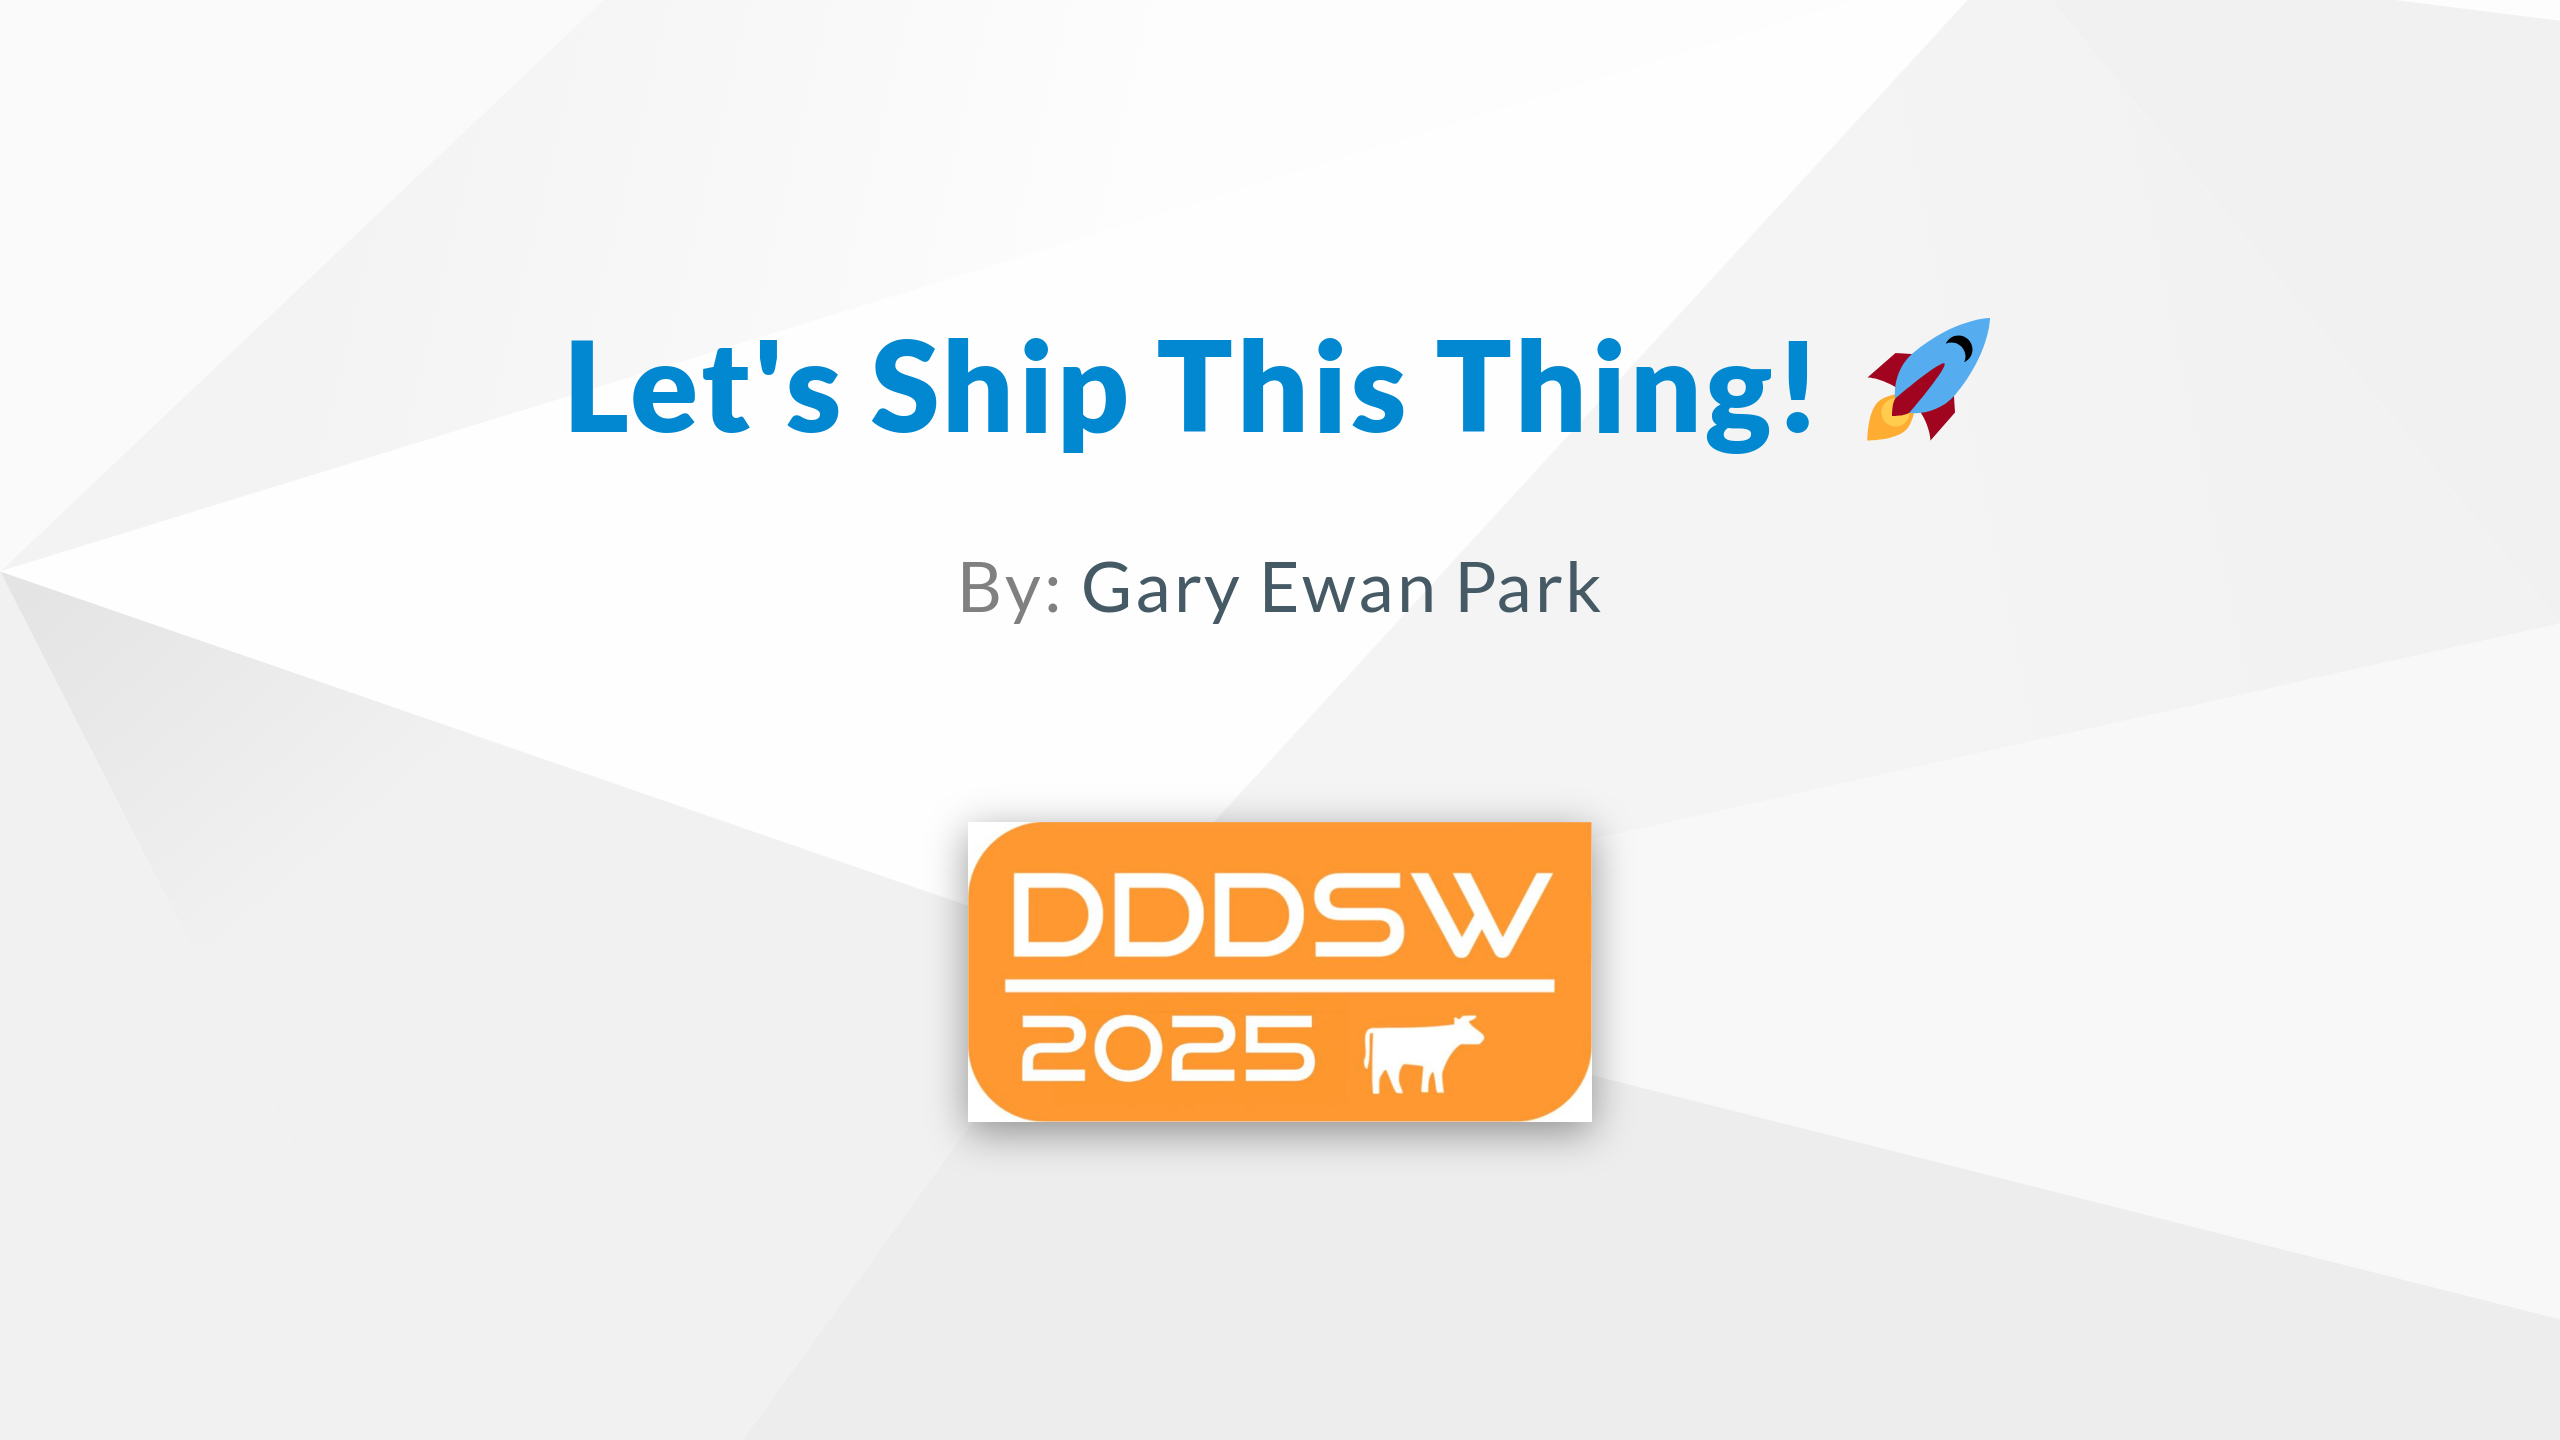 Let's Ship This Thing! 🚀
By: Gary Ewan Park
DDDSW
2025